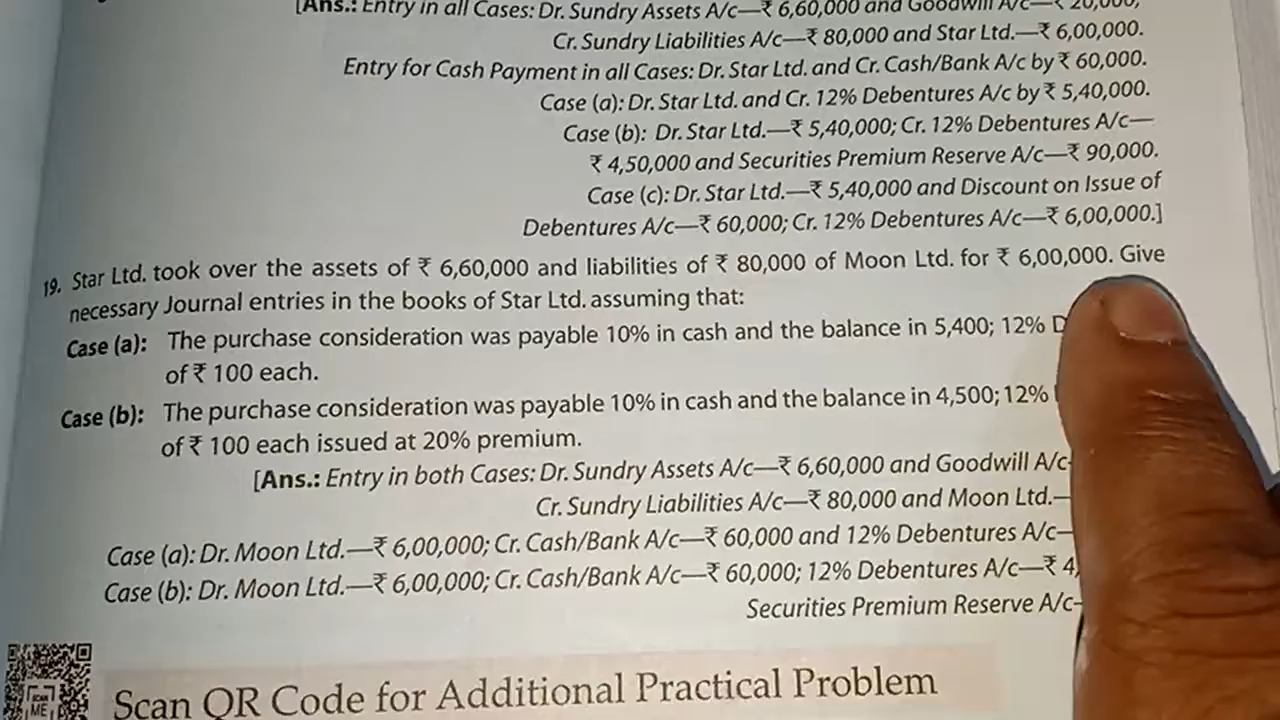 [Ans.: Entry in all Cases: Dr. Sundry Assets A/c—₹ 6,60,000 and Goodwill A/c—₹ 20,000;
Cr. Sundry Liabilities A/c—₹ 80,000 and Star Ltd.—₹ 6,00,000.
Entry for Cash Payment in all Cases: Dr. Star Ltd. and Cr. Cash/Bank A/c by ₹ 60,000.
Case (a): Dr. Star Ltd. and Cr. 12% Debentures A/c by ₹ 5,40,000.
Case (b): Dr. Star Ltd.—₹ 5,40,000; Cr. 12% Debentures A/c—
₹ 4,50,000 and Securities Premium Reserve A/c—₹ 90,000.
Case (c): Dr. Star Ltd.—₹ 5,40,000 and Discount on Issue of
Debentures A/c—₹ 60,000; Cr. 12% Debentures A/c—₹ 6,00,000.]
19. Star Ltd. took over the assets of ₹ 6,60,000 and liabilities of ₹ 80,000 of Moon Ltd. for ₹ 6,00,000. Give
necessary Journal entries in the books of Star Ltd. assuming that:
Case (a): The purchase consideration was payable 10% in cash and the balance in 5,400; 12%
of ₹ 100 each.
Case (b): The purchase consideration was payable 10% in cash and the balance in 4,500; 12%
of ₹ 100 each issued at 20% premium.
[Ans.: Entry in both Cases: Dr. Sundry Assets A/c—₹ 6,60,000 and Goodwill A/c
Cr. Sundry Liabilities A/c—₹ 80,000 and Moon Ltd.—
Case (a): Dr. Moon Ltd.—₹ 6,00,000; Cr. Cash/Bank A/c—₹ 60,000 and 12% Debentures A/c—
Case (b): Dr. Moon Ltd.—₹ 6,00,000; Cr. Cash/Bank A/c—₹ 60,000; 12% Debentures A/c—₹ 4,
Securities Premium Reserve A/c—
SCAN
ME
Scan QR Code for Additional Practical Problem